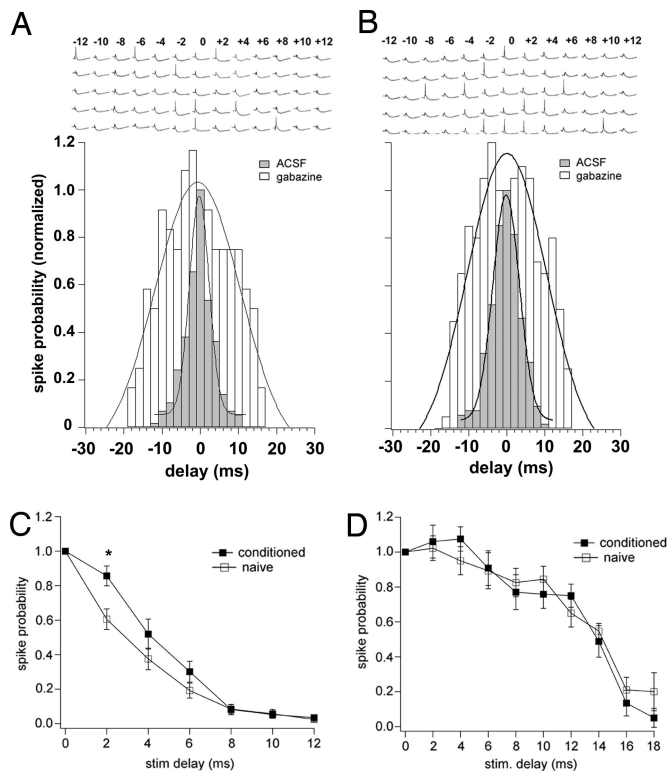 A
-12 -10 -8 -6 -4 -2 0 +2 +4 +6 +8 +10 +12
1.2
1.0
0.8
0.6
0.4
0.2
0
spike probability (normalized)
ACSF
gabazine
-30 -20 -10 0 10 20 30
delay (ms)
B
-12 -10 -8 -6 -4 -2 0 +2 +4 +6 +8 +10 +12
ACSF
gabazine
-30 -20 -10 0 10 20 30
delay (ms)
C
1.2
1.0
0.8
0.6
0.4
0.2
0.0
spike probability
*
conditioned
naive
0 2 4 6 8 10 12
stim delay (ms)
D
1.2
1.0
0.8
0.6
0.4
0.2
0.0
spike probability
conditioned
naive
0 2 4 6 8 10 12 14 16 18
stim. delay (ms)